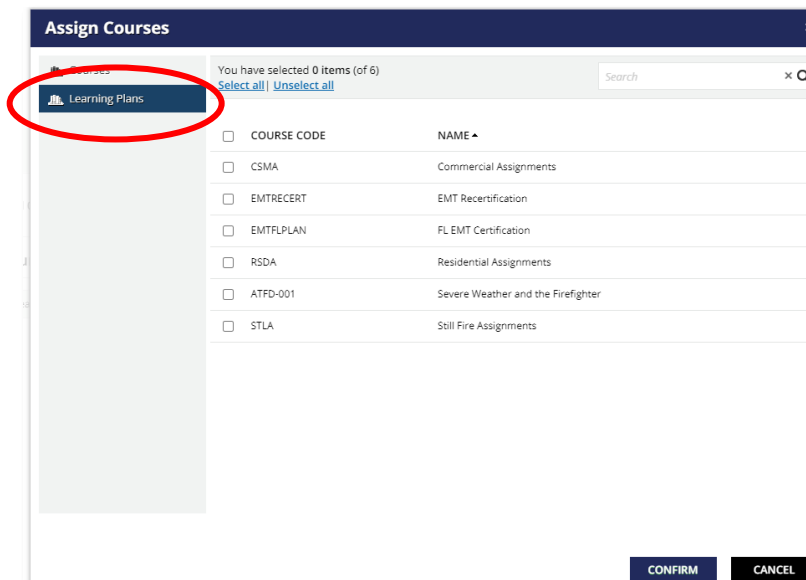 Assign Courses
Courses
Learning Plans
You have selected 0 items (of 6)
Select all| Unselect all
Search
COURSE CODE NAME
CSMA Commercial Assignments
EMTRECERT EMT Recertification
EMTFLPLAN FL EMT Certification
RSDA Residential Assignments
ATFD-001 Severe Weather and the Firefighter
STLA Still Fire Assignments
CONFIRM CANCEL